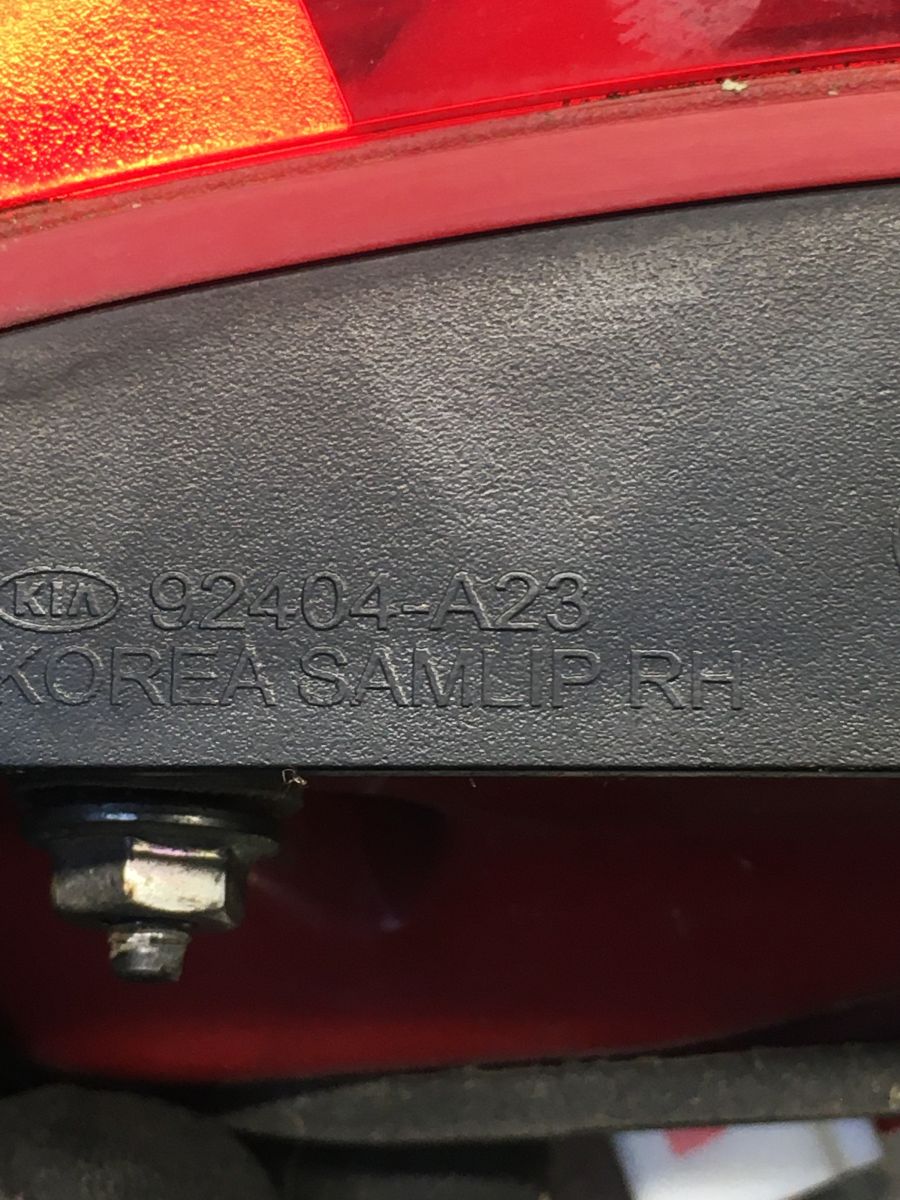 KIA 92404-A23
KOREA SAMLIP RH